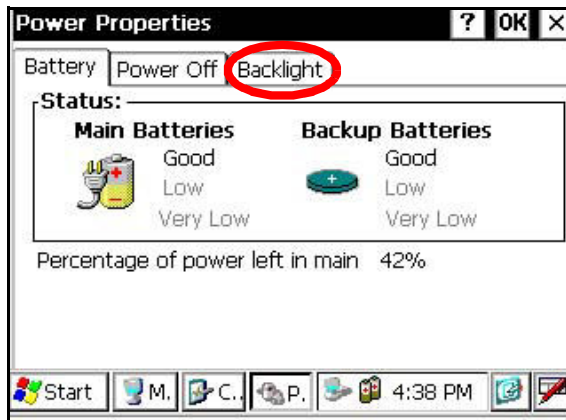 Power Properties ? OK ×
Battery Power Off Backlight
Status:
Main Batteries Backup Batteries
Good Good
Low Low
Very Low Very Low
Percentage of power left in main 42%
Start M. C.. P. 4:38 PM